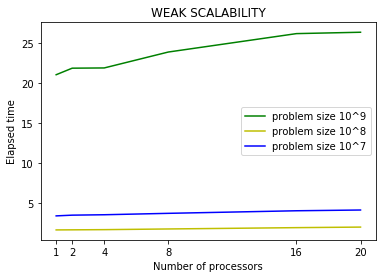 WEAK SCALABILITY
25
20
15
10
5
Elapsed time
problem size 10^9
problem size 10^8
problem size 10^7
1 2 4 8 16 20
Number of processors